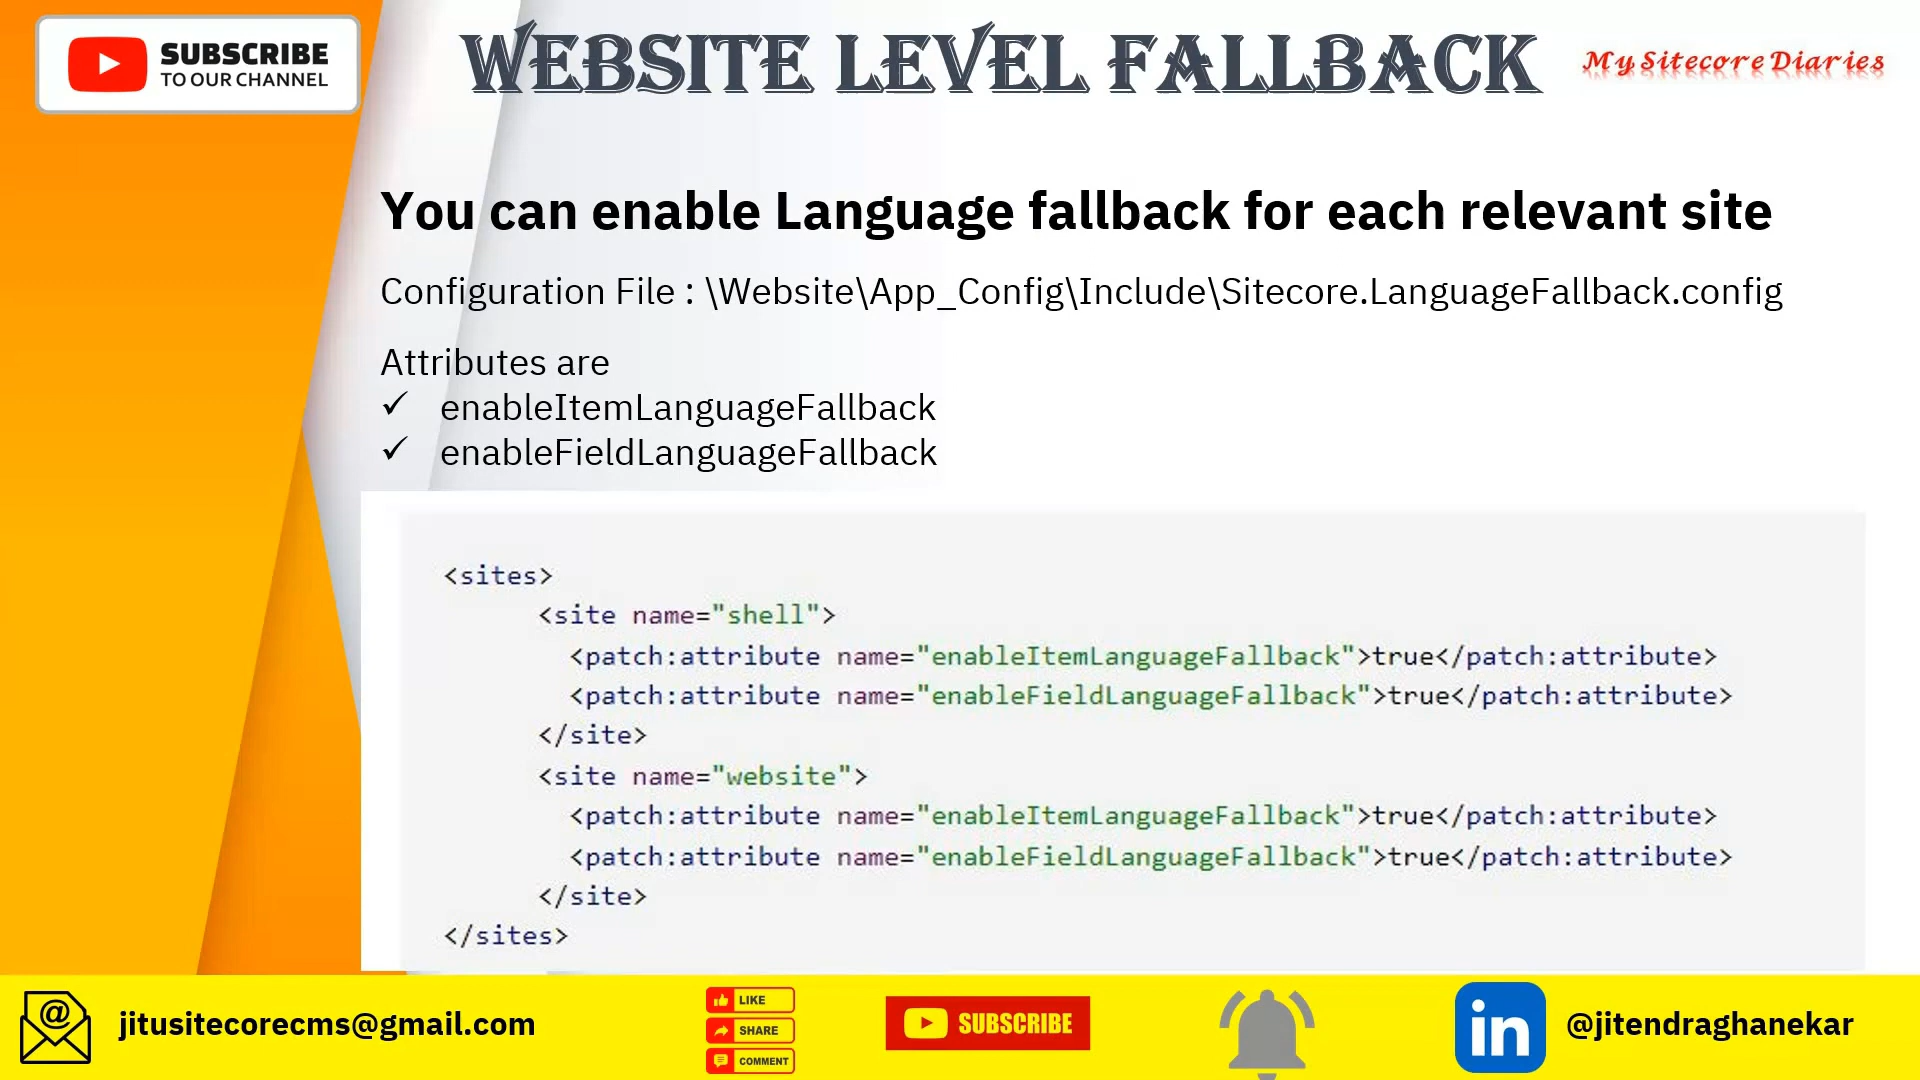 SUBSCRIBE
TO OUR CHANNEL
WEBSITE LEVEL FALLBACK
My Sitecore Diaries
You can enable Language fallback for each relevant site
Configuration File : \Website\App_Config\Include\Sitecore.LanguageFallback.config
Attributes are
✓ enableItemLanguageFallback
✓ enableFieldLanguageFallback
<sites>
<site name="shell">
<patch:attribute name="enableItemLanguageFallback">true</patch:attribute>
<patch:attribute name="enableFieldLanguageFallback">true</patch:attribute>
</site>
<site name="website">
<patch:attribute name="enableItemLanguageFallback">true</patch:attribute>
<patch:attribute name="enableFieldLanguageFallback">true</patch:attribute>
</site>
</sites>
jitusitecorecms@gmail.com
LIKE
SHARE
COMMENT
SUBSCRIBE
in
@jitendraghanekar